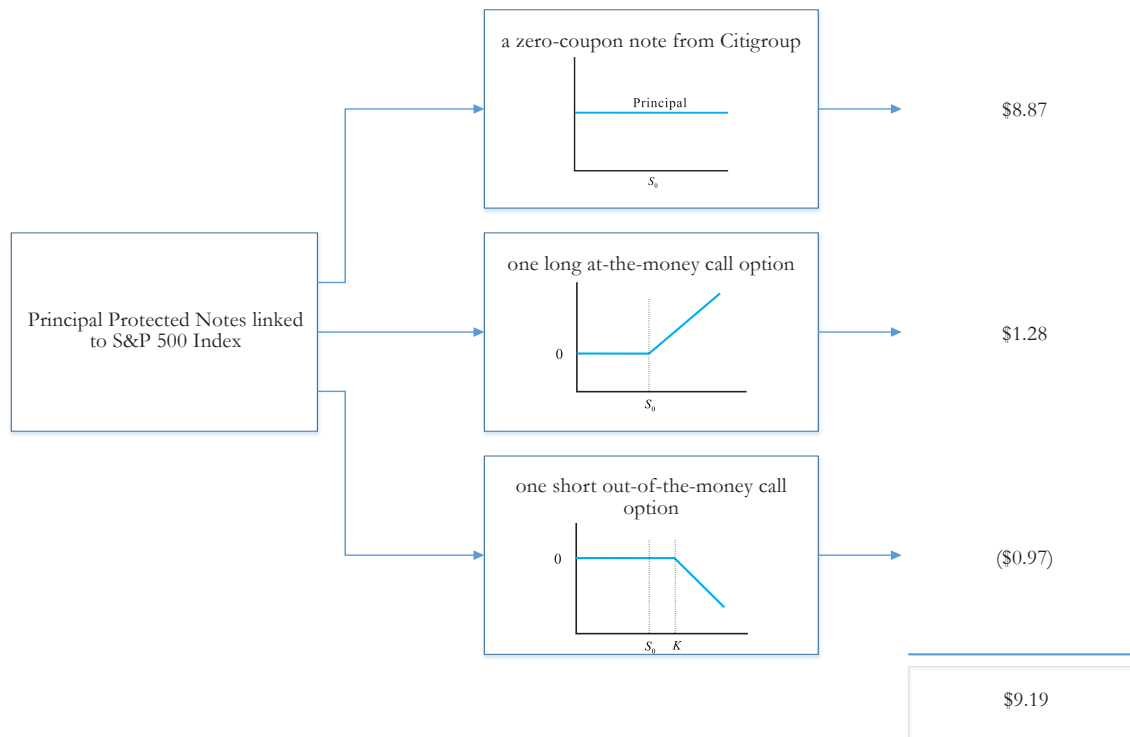 a zero-coupon note from Citigroup
Principal
S₀
$8.87
Principal Protected Notes linked
to S&P 500 Index
one long at-the-money call option
0
S₀
$1.28
one short out-of-the-money call
option
0
S₀ K
($0.97)
$9.19